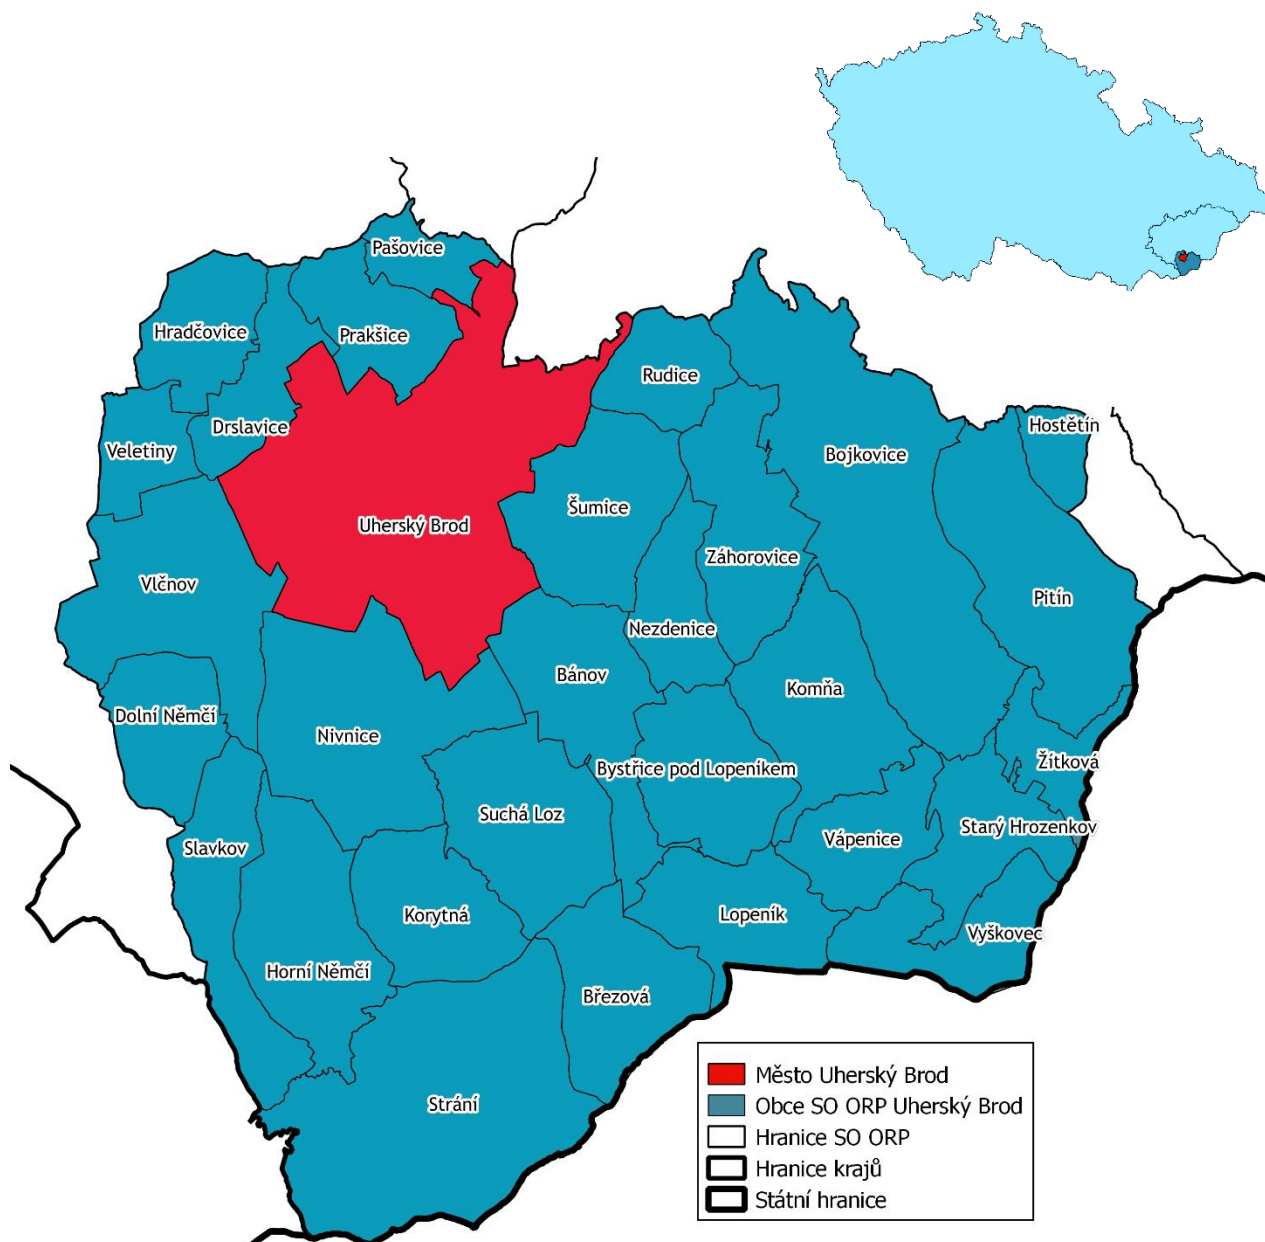 Pašovice
Hradčovice
Prakšice
Rudice
Drslavice
Hostětín
Veletiny
Bojkovice
Šumice
Uherský Brod
Záhorovice
Vlčnov
Pitín
Nezdenice
Bánov
Komňa
Dolní Němčí
Nivnice
Žítková
Bystřice pod Lopeníkem
Suchá Loz
Starý Hrozenkov
Vápenice
Slavkov
Korytná
Lopeník
Vyškovec
Horní Němčí
Březová
Strání
Město Uherský Brod
Obce SO ORP Uherský Brod
Hranice SO ORP
Hranice krajů
Státní hranice